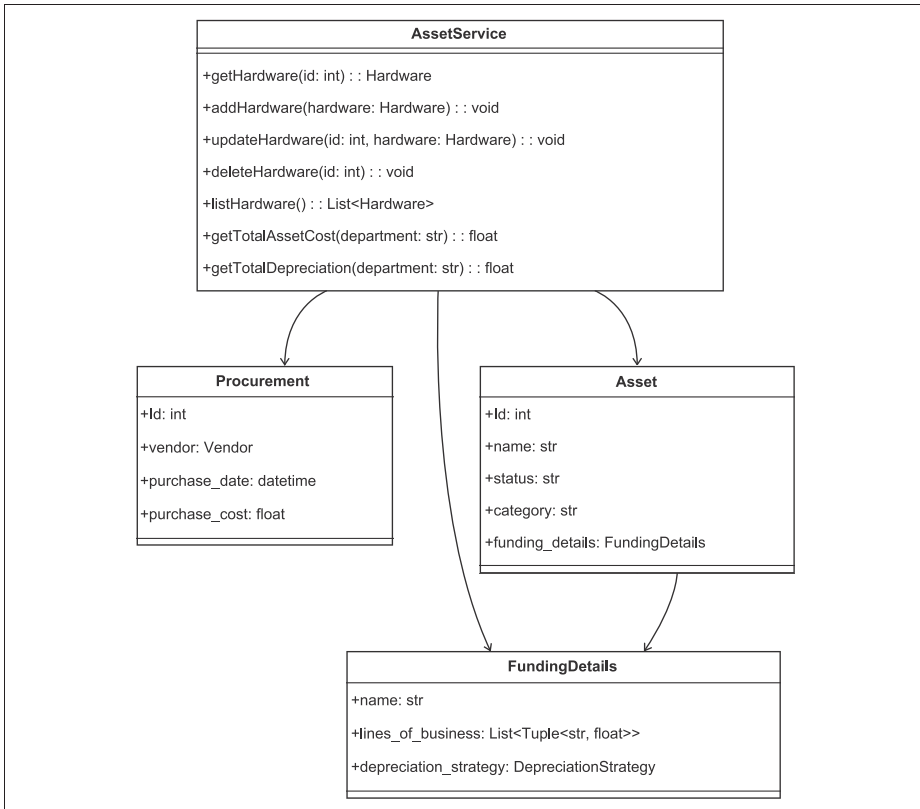 AssetService
+getHardware(id: int) : : Hardware
+addHardware(hardware: Hardware) : : void
+updateHardware(id: int, hardware: Hardware) : : void
+deleteHardware(id: int) : : void
+listHardware() : : List<Hardware>
+getTotalAssetCost(department: str) : : float
+getTotalDepreciation(department: str) : : float
Procurement
+Id: int
+vendor: Vendor
+purchase_date: datetime
+purchase_cost: float
Asset
+Id: int
+name: str
+status: str
+category: str
+funding_details: FundingDetails
FundingDetails
+name: str
+lines_of_business: List<Tuple<str, float>>
+depreciation_strategy: DepreciationStrategy